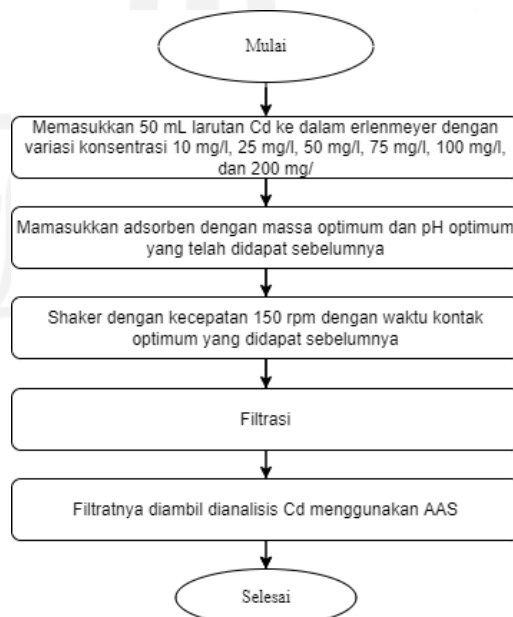 Mulai
Memasukkan 50 mL larutan Cd ke dalam erlenmeyer dengan
variasi konsentrasi 10 mg/l, 25 mg/l, 50 mg/l, 75 mg/l, 100 mg/l,
dan 200 mg/
Mamasukkan adsorben dengan massa optimum dan pH optimum
yang telah didapat sebelumnya
Shaker dengan kecepatan 150 rpm dengan waktu kontak
optimum yang didapat sebelumnya
Filtrasi
Filtratnya diambil dianalisis Cd menggunakan AAS
Selesai